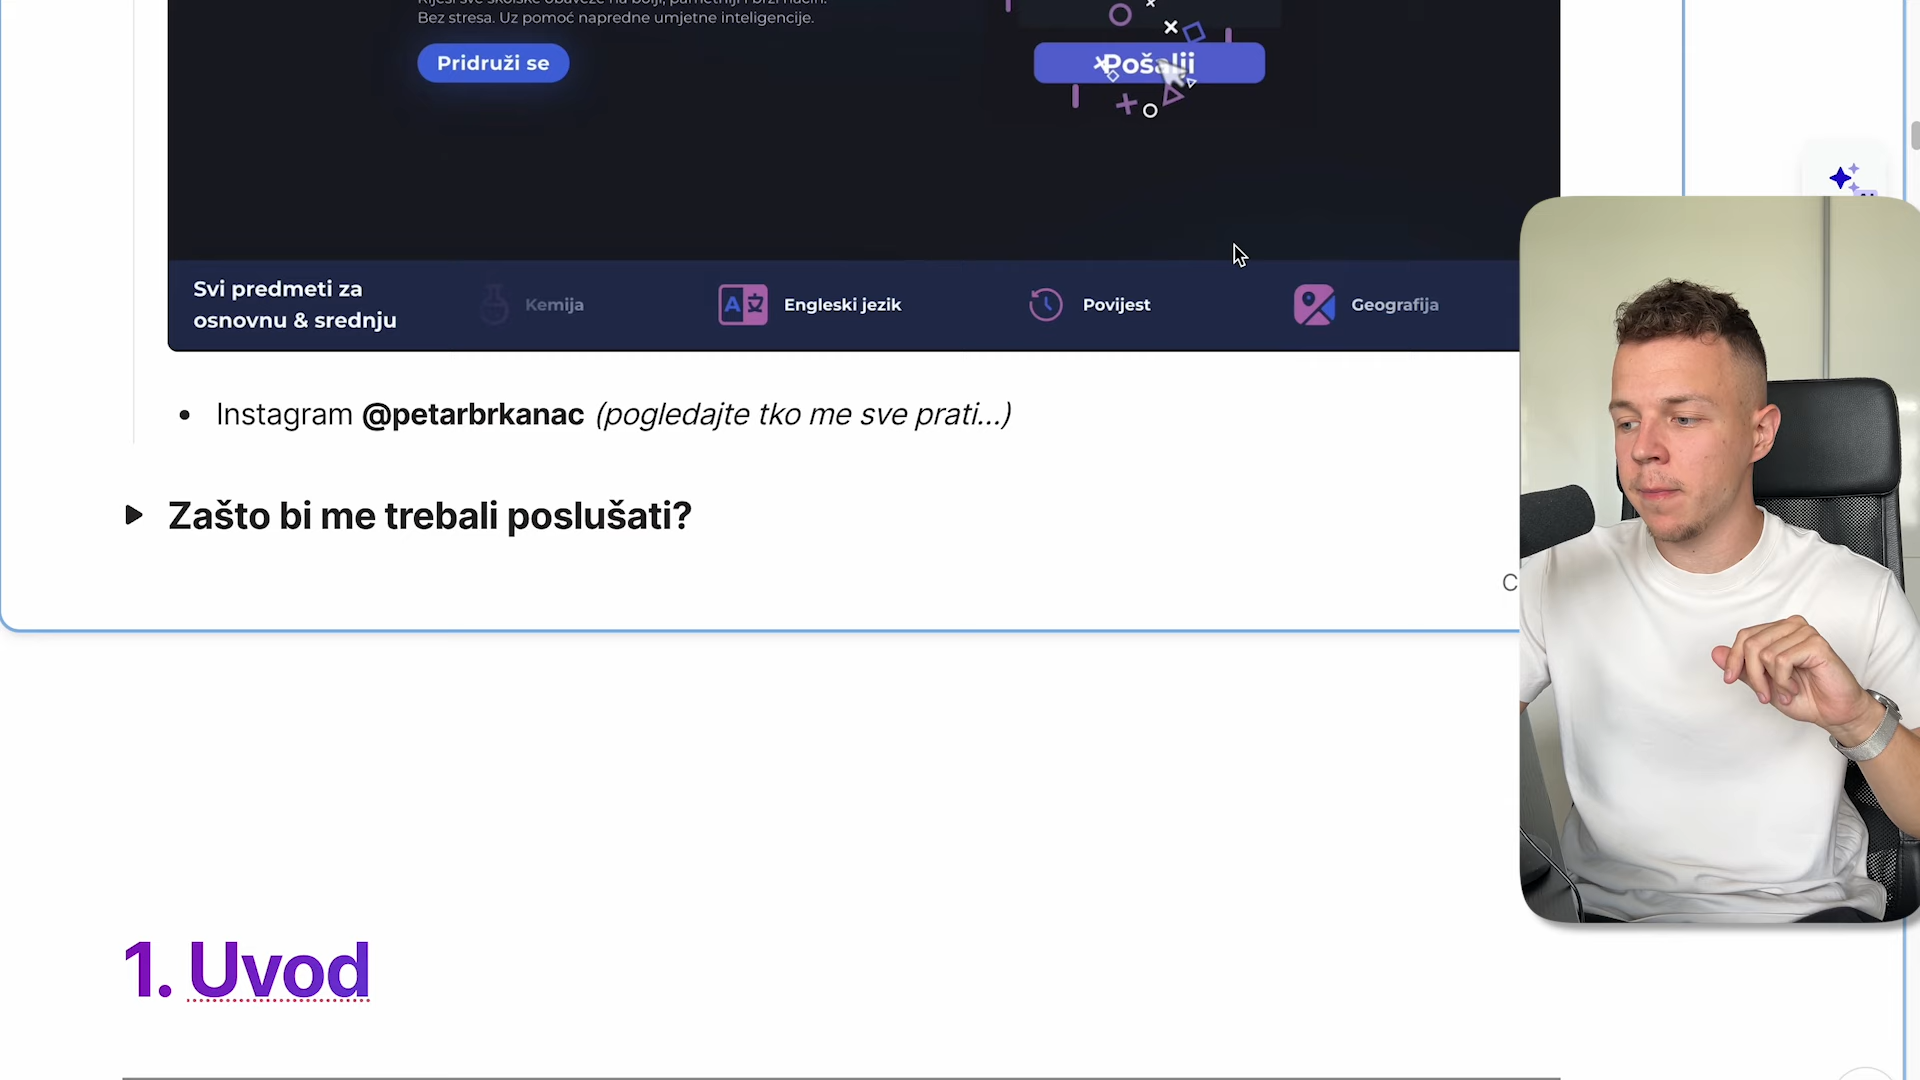 Bez stresa. Uz pomoć napredne umjetne inteligencije.
Pridruži se
Pošalji
Svi predmeti za
osnovnu & srednju
Kemija
Engleski jezik
Povijest
Geografija
Instagram @petarbrkanac (pogledajte tko me sve prati...)
Zašto bi me trebali poslušati?
1. Uvod